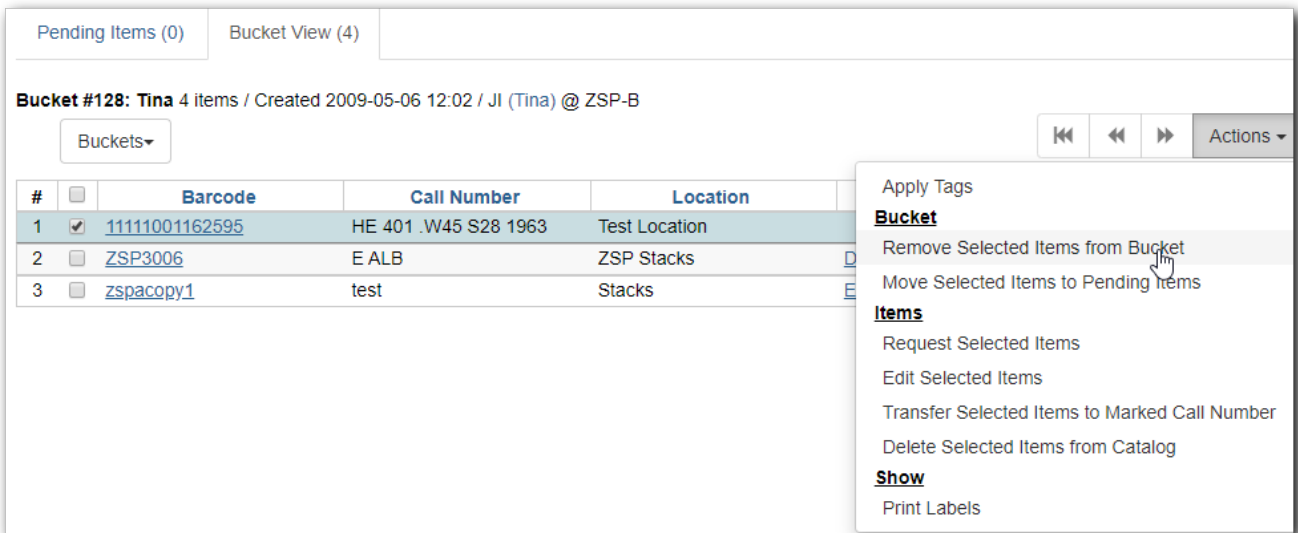 Pending Items (0) Bucket View (4)
Bucket #128: Tina 4 items / Created 2009-05-06 12:02 / JI (Tina) @ ZSP-B
Buckets
Actions
# Barcode Call Number Location
1 11111001162595 HE 401 .W45 S28 1963 Test Location
2 ZSP3006 E ALB ZSP Stacks D
3 zspacopy1 test Stacks E
Apply Tags
Bucket
Remove Selected Items from Bucket
Move Selected Items to Pending Items
Items
Request Selected Items
Edit Selected Items
Transfer Selected Items to Marked Call Number
Delete Selected Items from Catalog
Show
Print Labels